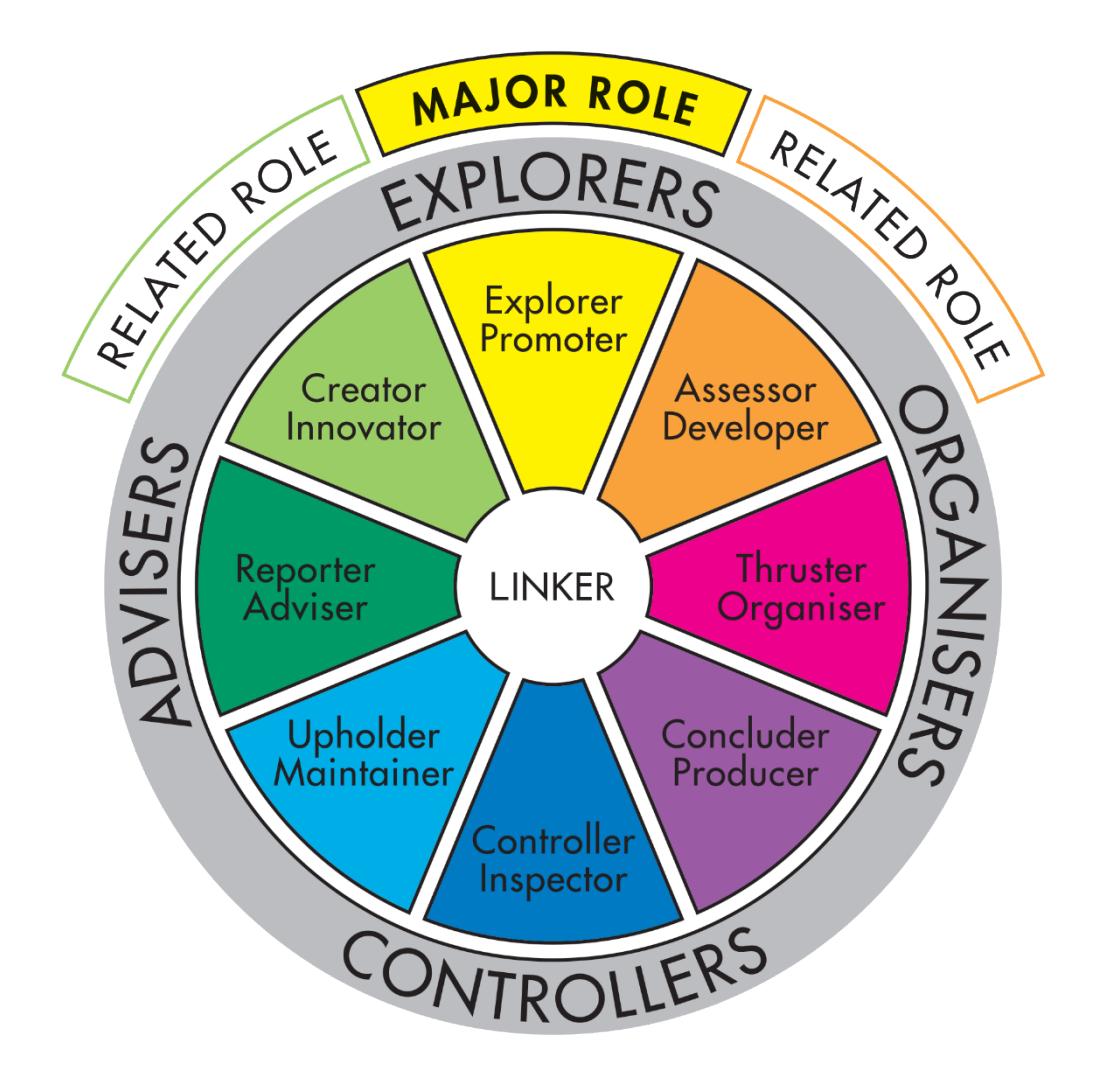 MAJOR ROLE
RELATED ROLE
RELATED ROLE
EXPLORERS
Explorer
Promoter
Creator
Innovator
Assessor
Developer
ADVISERS
ORGANISERS
Reporter
Adviser
LINKER
Thruster
Organiser
Upholder
Maintainer
Concluder
Producer
Controller
Inspector
CONTROLLERS